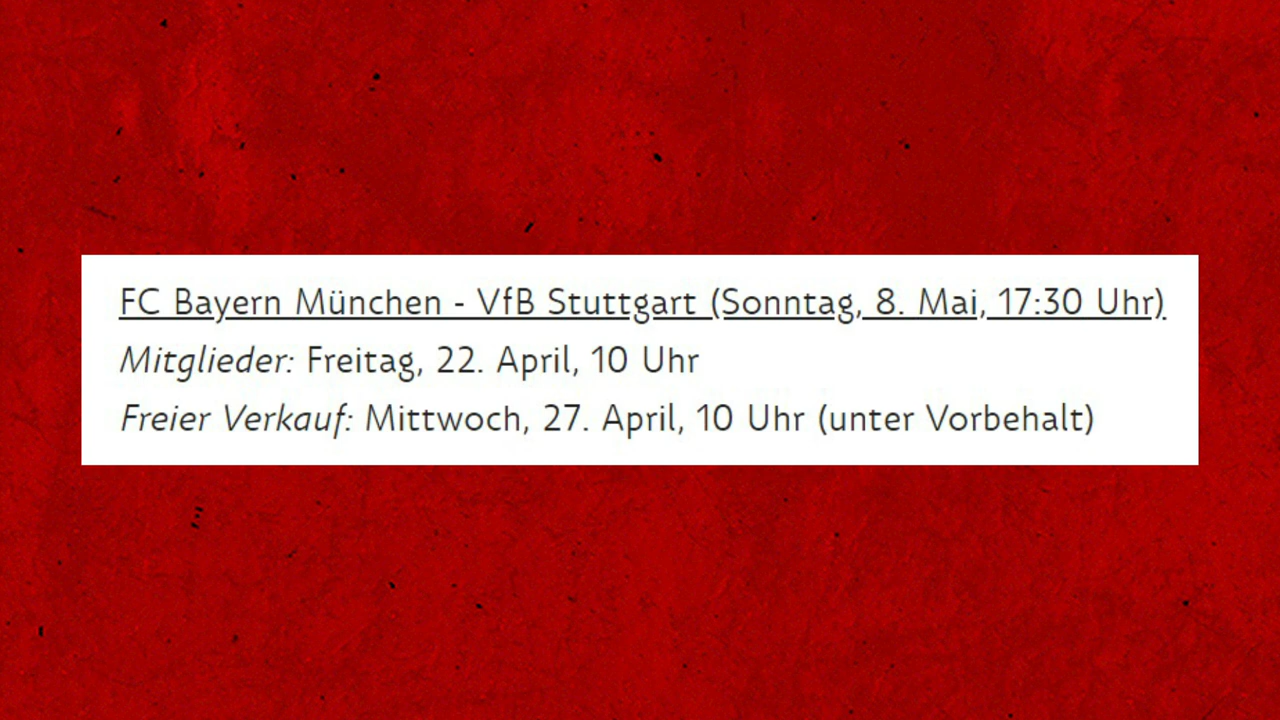 FC Bayern München - VfB Stuttgart (Sonntag, 8. Mai, 17:30 Uhr)
Mitglieder: Freitag, 22. April, 10 Uhr
Freier Verkauf: Mittwoch, 27. April, 10 Uhr (unter Vorbehalt)